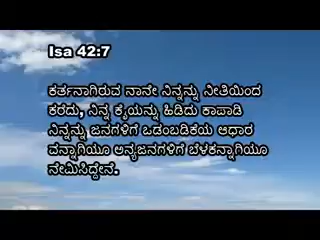 Isa 42:7
ಕರ್ತನಾಗಿರುವ ನಾನೇ ನಿನ್ನನ್ನು ನೀತಿಯಿಂದ
ಕರೆದು, ನಿನ್ನ ಕೈಯನ್ನು ಹಿಡಿದು ಕಾಪಾಡಿ
ನಿನ್ನನ್ನು ಜನಗಳಿಗೆ ಒಡಂಬಡಿಕೆಯ ಆಧಾರ
ವನ್ನಾಗಿಯೂ ಅನ್ಯಜನಗಳಿಗೆ ಬೆಳಕನ್ನಾಗಿಯೂ
ನೇಮಿಸಿದ್ದೇನೆ.